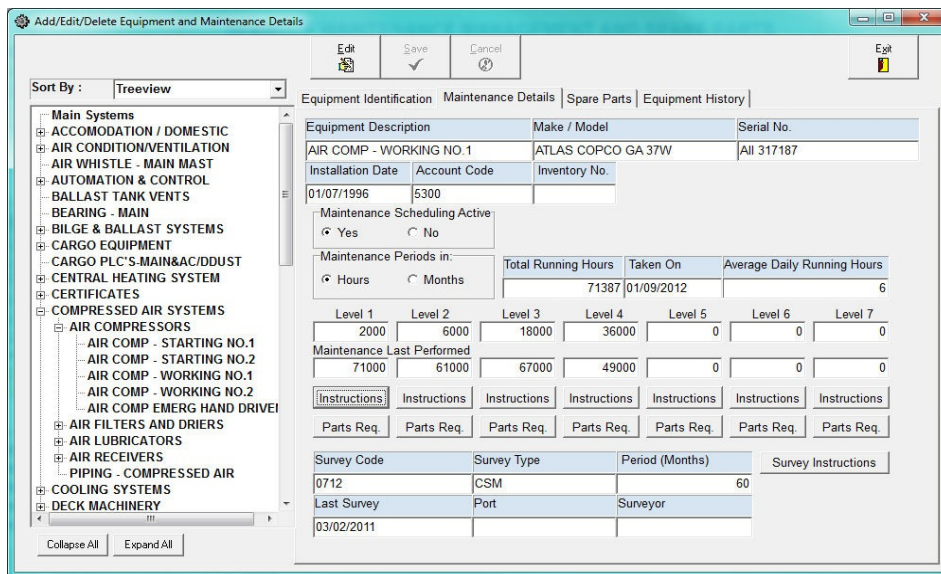 Add/Edit/Delete Equipment and Maintenance Details
Edit Save Cancel Exit
Sort By : Treeview
Main Systems
ACCOMODATION / DOMESTIC
AIR CONDITION/VENTILATION
AIR WHISTLE - MAIN MAST
AUTOMATION & CONTROL
BALLAST TANK VENTS
BEARING - MAIN
BILGE & BALLAST SYSTEMS
CARGO EQUIPMENT
CARGO PLC'S-MAIN&AC/DDUST
CENTRAL HEATING SYSTEM
CERTIFICATES
COMPRESSED AIR SYSTEMS
AIR COMPRESSORS
AIR COMP - STARTING NO.1
AIR COMP - STARTING NO.2
AIR COMP - WORKING NO.1
AIR COMP - WORKING NO.2
AIR COMP EMERG HAND DRIVEN
AIR FILTERS AND DRIERS
AIR LUBRICATORS
AIR RECEIVERS
PIPING - COMPRESSED AIR
COOLING SYSTEMS
DECK MACHINERY
Collapse All Expand All
Equipment Identification Maintenance Details Spare Parts Equipment History
Equipment Description Make / Model Serial No.
AIR COMP - WORKING NO.1 ATLAS COPCO GA 37W AII 317187
Installation Date Account Code Inventory No.
01/07/1996 5300
Maintenance Scheduling Active
Yes No
Maintenance Periods in:
Hours Months
Total Running Hours Taken On Average Daily Running Hours
71387 01/09/2012 6
Level 1 Level 2 Level 3 Level 4 Level 5 Level 6 Level 7
2000 6000 18000 36000 0 0 0
Maintenance Last Performed
71000 61000 67000 49000 0 0 0
Instructions Instructions Instructions Instructions Instructions Instructions Instructions
Parts Req. Parts Req. Parts Req. Parts Req. Parts Req. Parts Req. Parts Req.
Survey Code Survey Type Period (Months) Survey Instructions
0712 CSM 60
Last Survey Port Surveyor
03/02/2011